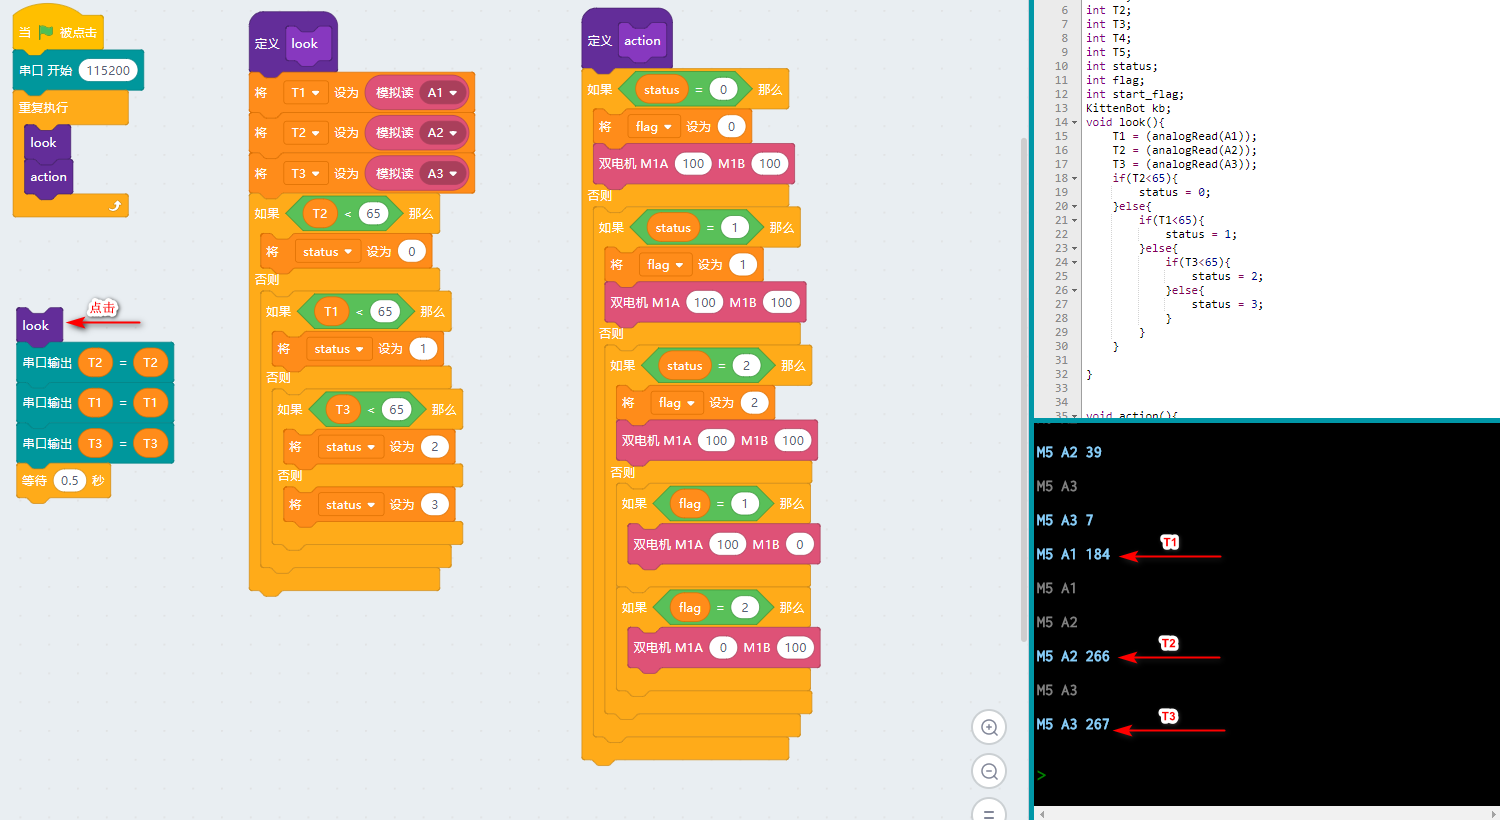 当 被点击
串口 开始 115200
重复执行
look
action
look
点击
串口输出 T2 = T2
串口输出 T1 = T1
串口输出 T3 = T3
等待 0.5 秒
定义 look
将 T1 设为 模拟读 A1
将 T2 设为 模拟读 A2
将 T3 设为 模拟读 A3
如果 T2 < 65 那么
将 status 设为 0
否则
如果 T1 < 65 那么
将 status 设为 1
否则
如果 T3 < 65 那么
将 status 设为 2
否则
将 status 设为 3
定义 action
如果 status = 0 那么
将 flag 设为 0
双电机 M1A 100 M1B 100
否则
如果 status = 1 那么
将 flag 设为 1
双电机 M1A 100 M1B 100
否则
如果 status = 2 那么
将 flag 设为 2
双电机 M1A 100 M1B 100
否则
如果 flag = 1 那么
双电机 M1A 100 M1B 0
如果 flag = 2 那么
双电机 M1A 0 M1B 100
6 int T2;
7 int T3;
8 int T4;
9 int T5;
10 int status;
11 int flag;
12 int start_flag;
13 KittenBot kb;
14 void look(){
15 T1 = (analogRead(A1));
16 T2 = (analogRead(A2));
17 T3 = (analogRead(A3));
18 if(T2<65){
19 status = 0;
20 }else{
21 if(T1<65){
22 status = 1;
23 }else{
24 if(T3<65){
25 status = 2;
26 }else{
27 status = 3;
28 }
29 }
30 }
31
32 }
33
34
35 void action(){
M5 A2 39
M5 A3
M5 A3 7
M5 A1 184 T1
M5 A1
M5 A2
M5 A2 266 T2
M5 A3
M5 A3 267 T3
>